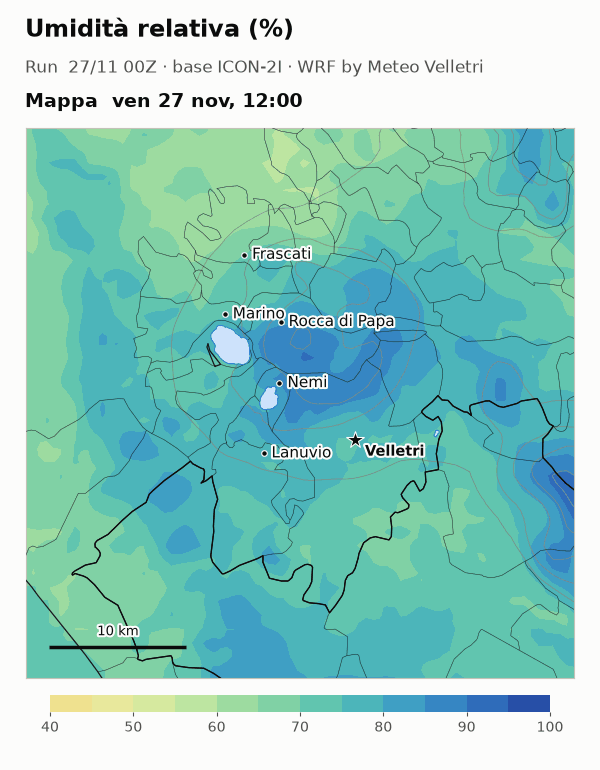 Umidità relativa (%)
Run  27/11 00Z · base ICON-2I · WRF by Meteo Velletri
Mappa  ven 27 nov, 12:00
Frascati
Marino
Rocca di Papa
Nemi
Velletri
Lanuvio
10 km
40 50 60 70 80 90 100